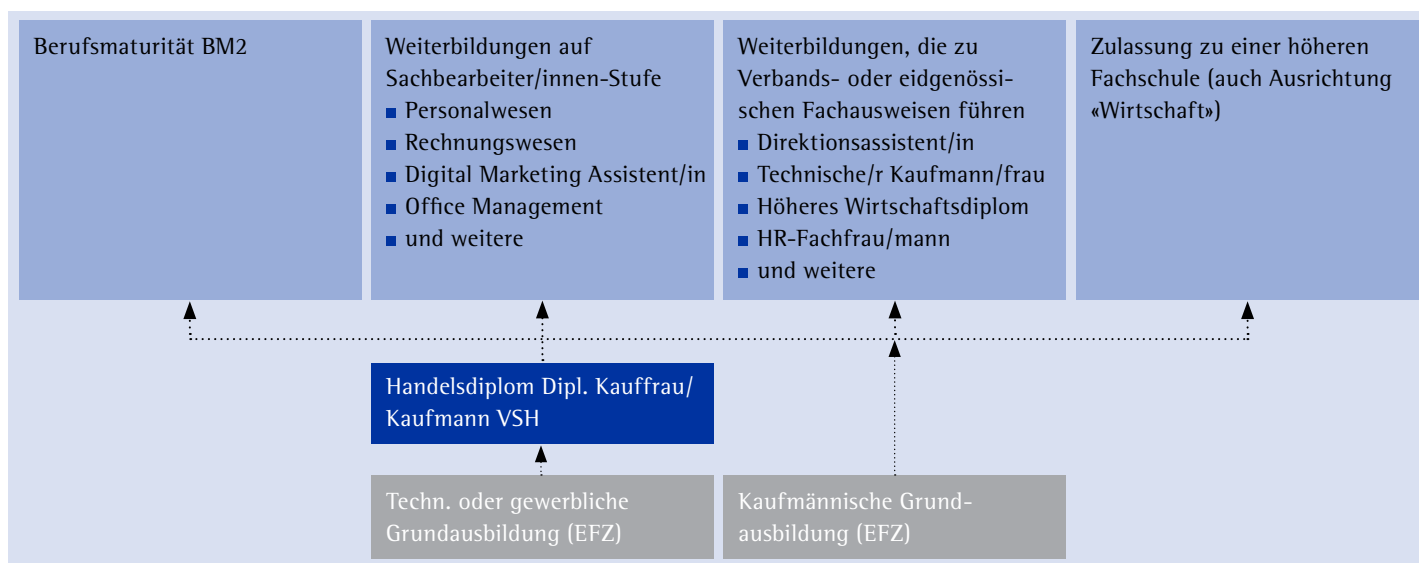 Berufsmaturität BM2
Weiterbildungen auf
Sachbearbeiter/innen-Stufe
Personalwesen
Rechnungswesen
Digital Marketing Assistent/in
Office Management
und weitere
Weiterbildungen, die zu
Verbands- oder eidgenössi-
schen Fachausweisen führen
Direktionsassistent/in
Technische/r Kaufmann/frau
Höheres Wirtschaftsdiplom
HR-Fachfrau/mann
und weitere
Zulassung zu einer höheren
Fachschule (auch Ausrichtung
«Wirtschaft»)
Handelsdiplom Dipl. Kauffrau/
Kaufmann VSH
Techn. oder gewerbliche
Grundausbildung (EFZ)
Kaufmännische Grund-
ausbildung (EFZ)